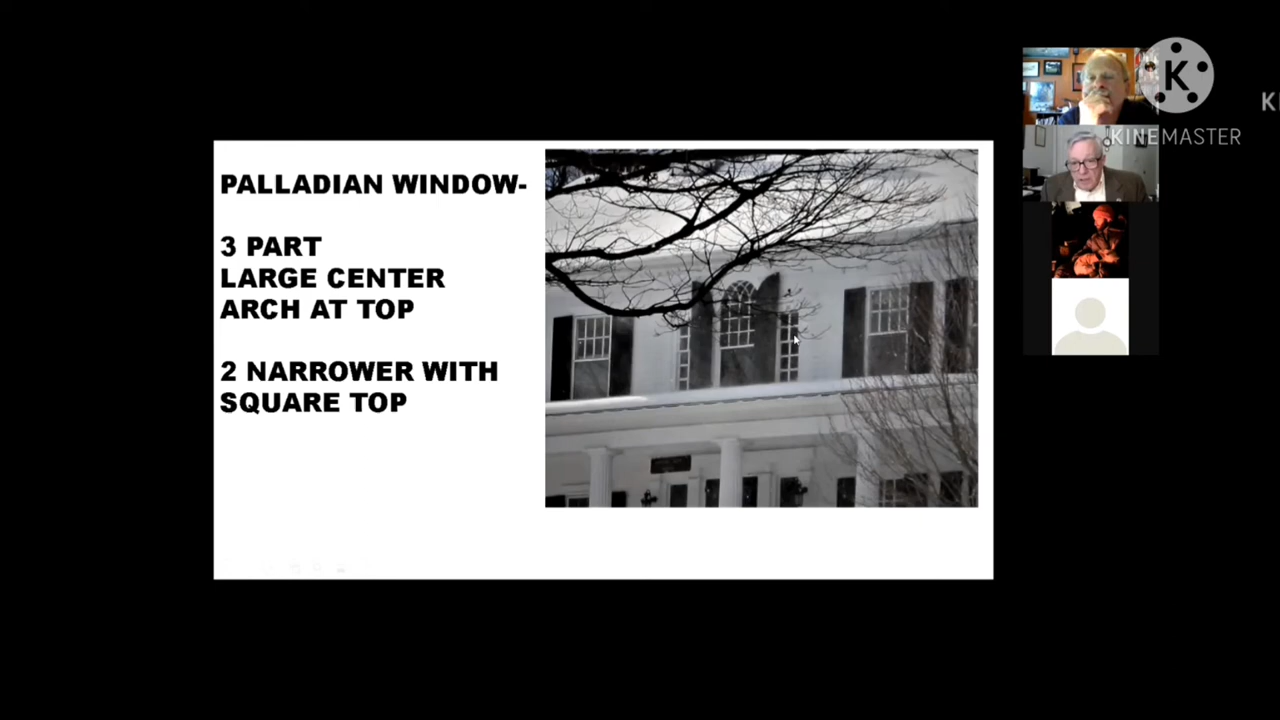 PALLADIAN WINDOW-
3 PART
LARGE CENTER
ARCH AT TOP
2 NARROWER WITH
SQUARE TOP
K
KINEMASTER